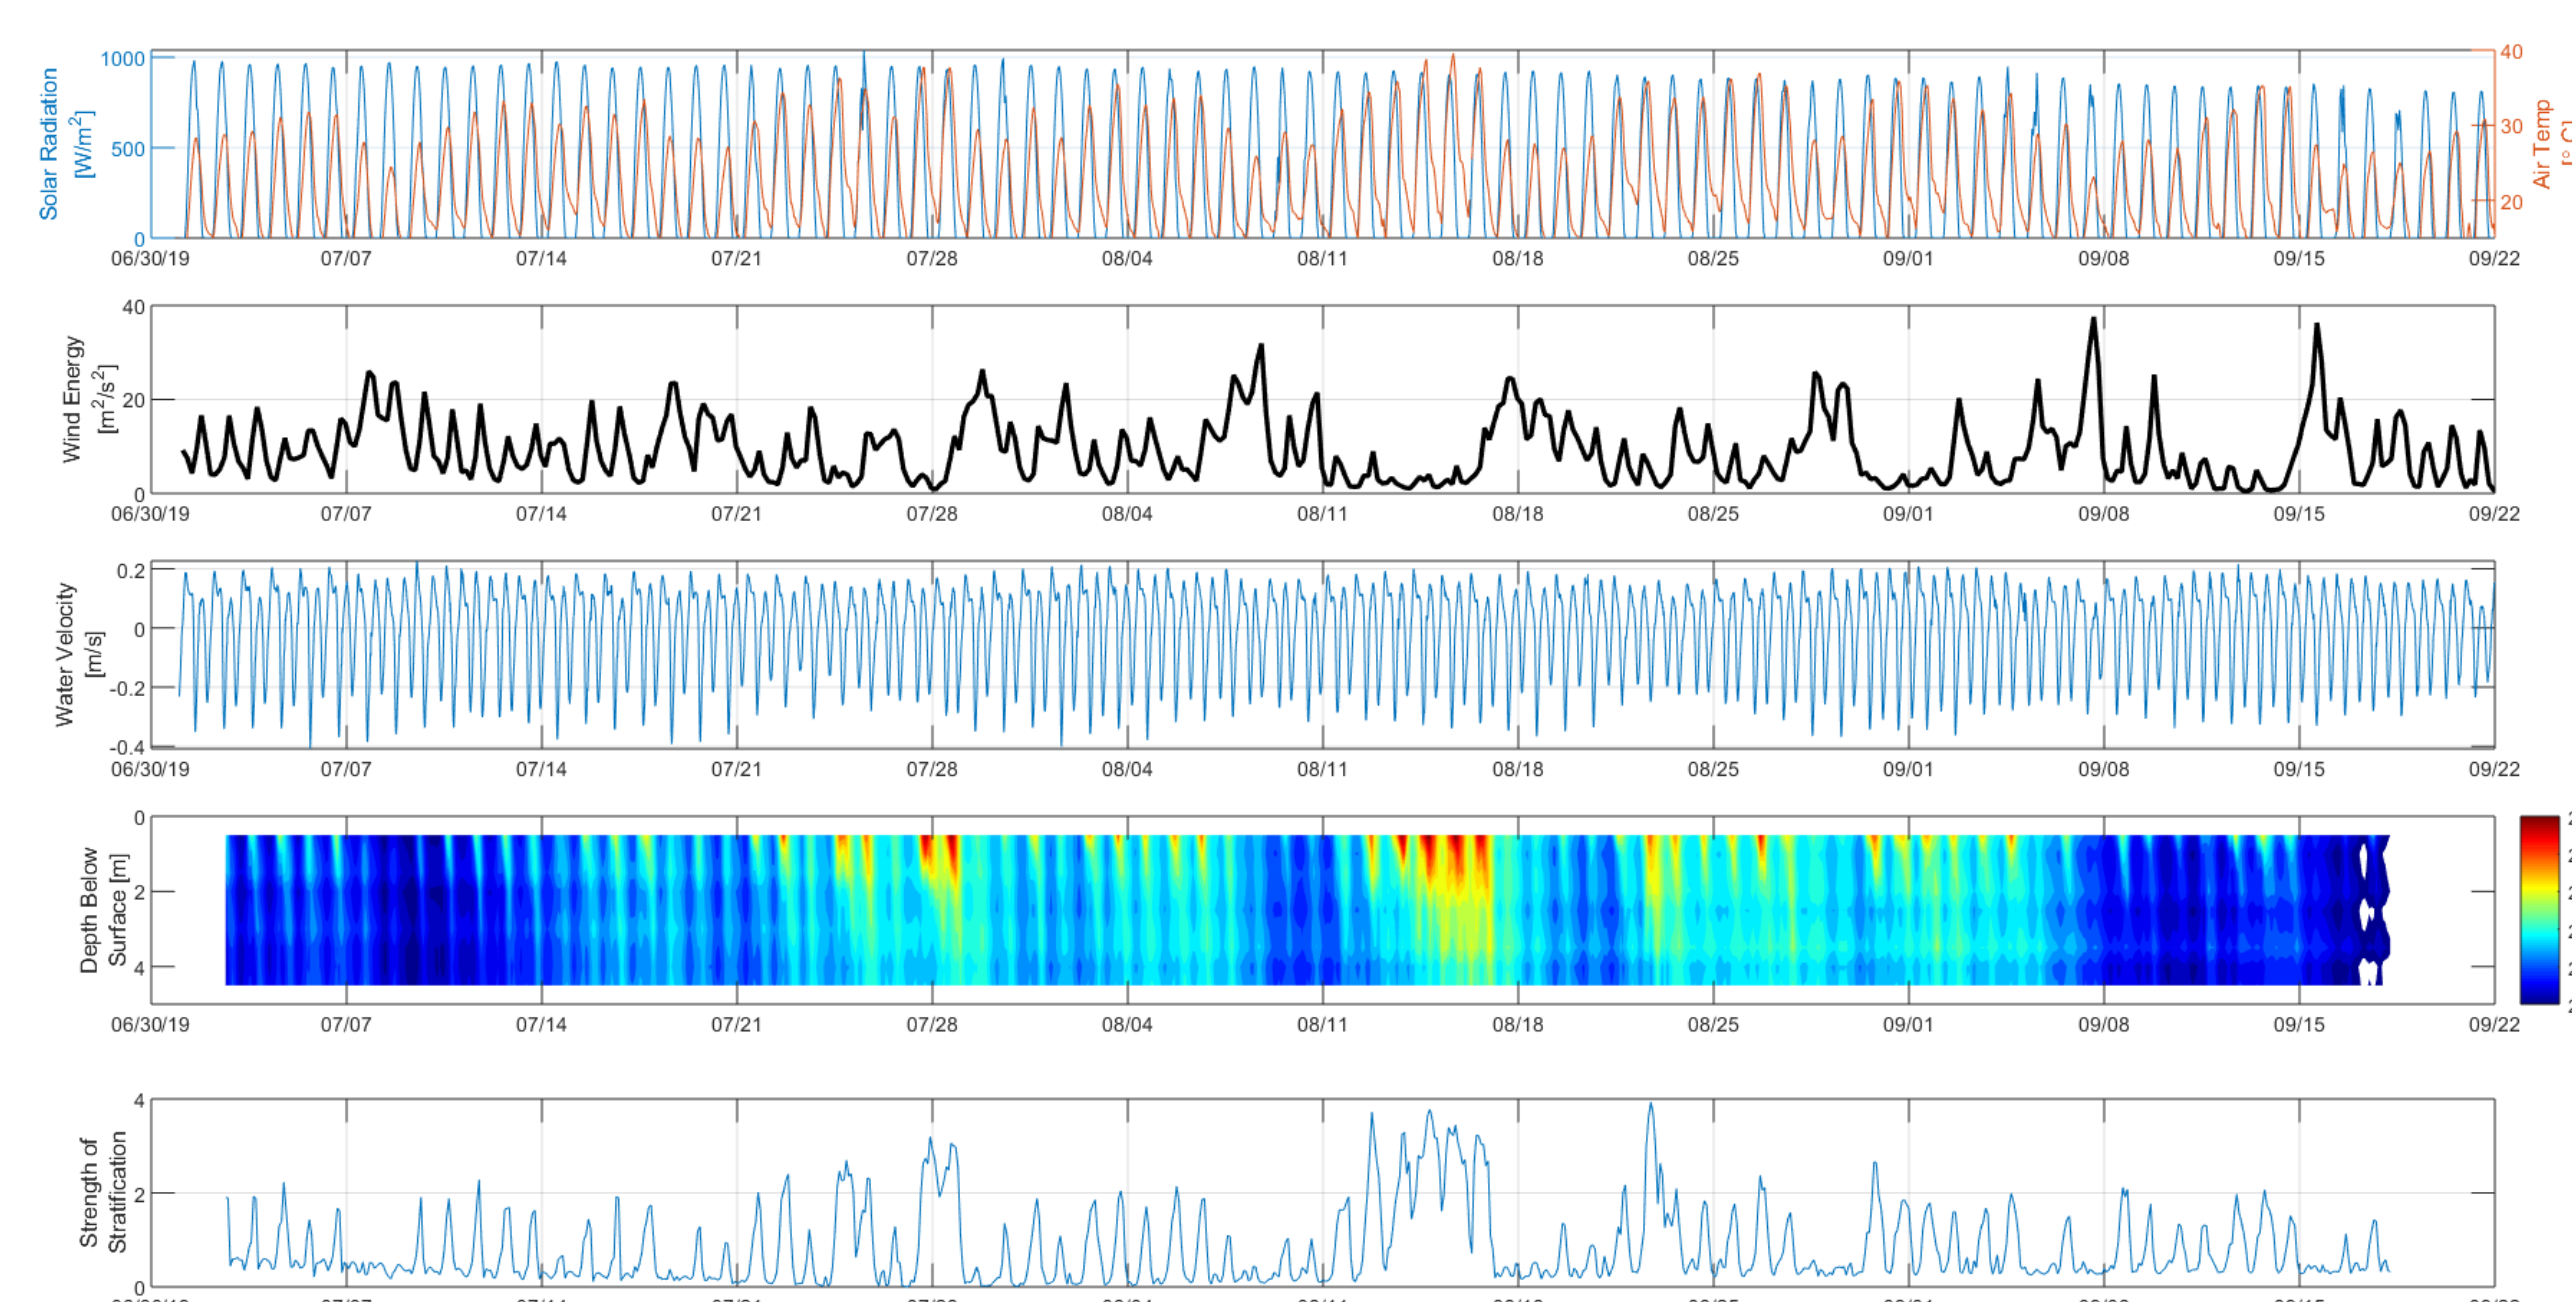 Solar Radiation
[W/m2]
1000
500
0
40
30
20
Air Temp
06/30/19 07/07 07/14 07/21 07/28 08/04 08/11 08/18 08/25 09/01 09/08 09/15 09/22
Wind Energy
[m2/s2]
40
20
0
06/30/19 07/07 07/14 07/21 07/28 08/04 08/11 08/18 08/25 09/01 09/08 09/15 09/22
Water Velocity
[m/s]
0.2
0
-0.2
-0.4
06/30/19 07/07 07/14 07/21 07/28 08/04 08/11 08/18 08/25 09/01 09/08 09/15 09/22
Depth Below
Surface [m]
0
2
4
06/30/19 07/07 07/14 07/21 07/28 08/04 08/11 08/18 08/25 09/01 09/08 09/15 09/22
Strength of
Stratification
4
2
0